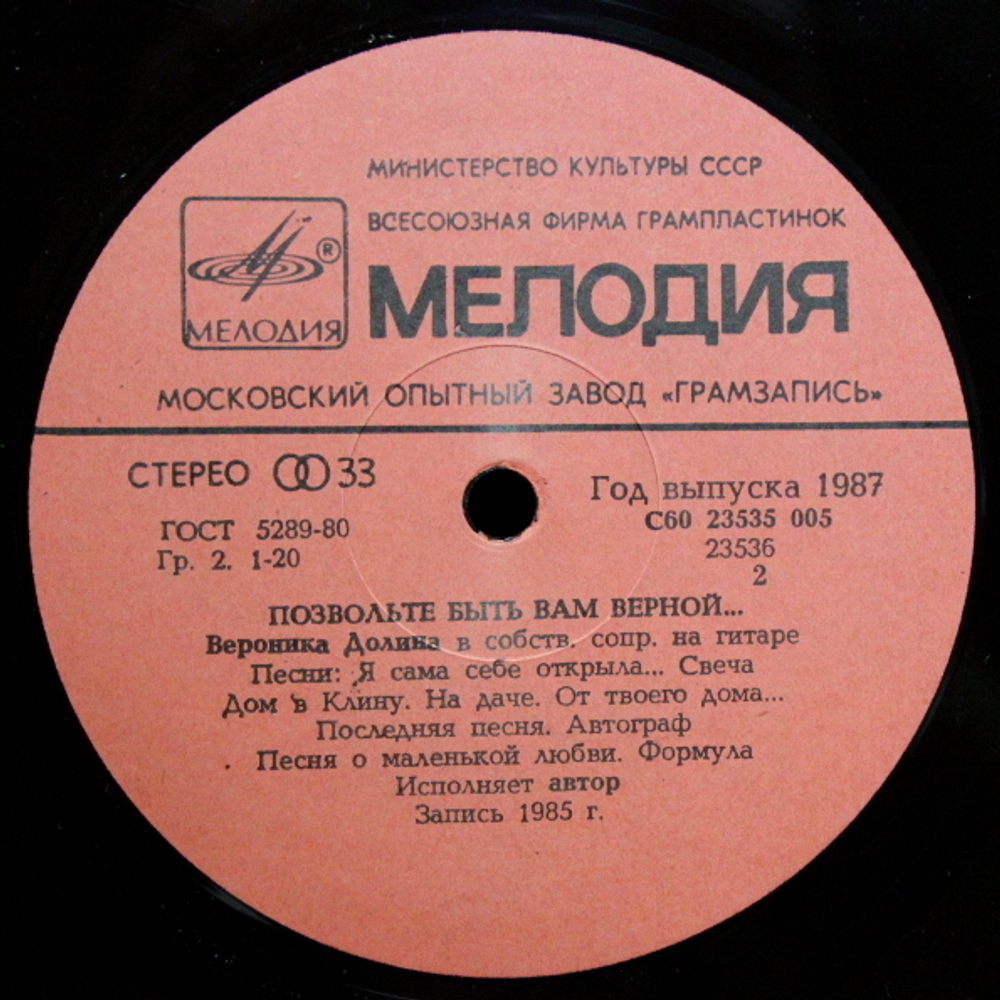 МИНИСТЕРСТВО КУЛЬТУРЫ СССР
ВСЕСОЮЗНАЯ ФИРМА ГРАМПЛАСТИНОК
®
МЕЛОДИЯ
МЕЛОДИЯ
МОСКОВСКИЙ ОПЫТНЫЙ ЗАВОД «ГРАМЗАПИСЬ»
СТЕРЕО 33
ГОСТ 5289-80
Гр. 2. 1-20
Год выпуска 1987
С60 23535 005
23536
2
ПОЗВОЛЬТЕ БЫТЬ ВАМ ВЕРНОЙ...
Вероника Долина в собств. сопр. на гитаре
Песни: Я сама себе открыла... Свеча
Дом в Клину. На даче. От твоего дома...
Последняя песня. Автограф
Песня о маленькой любви. Формула
Исполняет автор
Запись 1985 г.